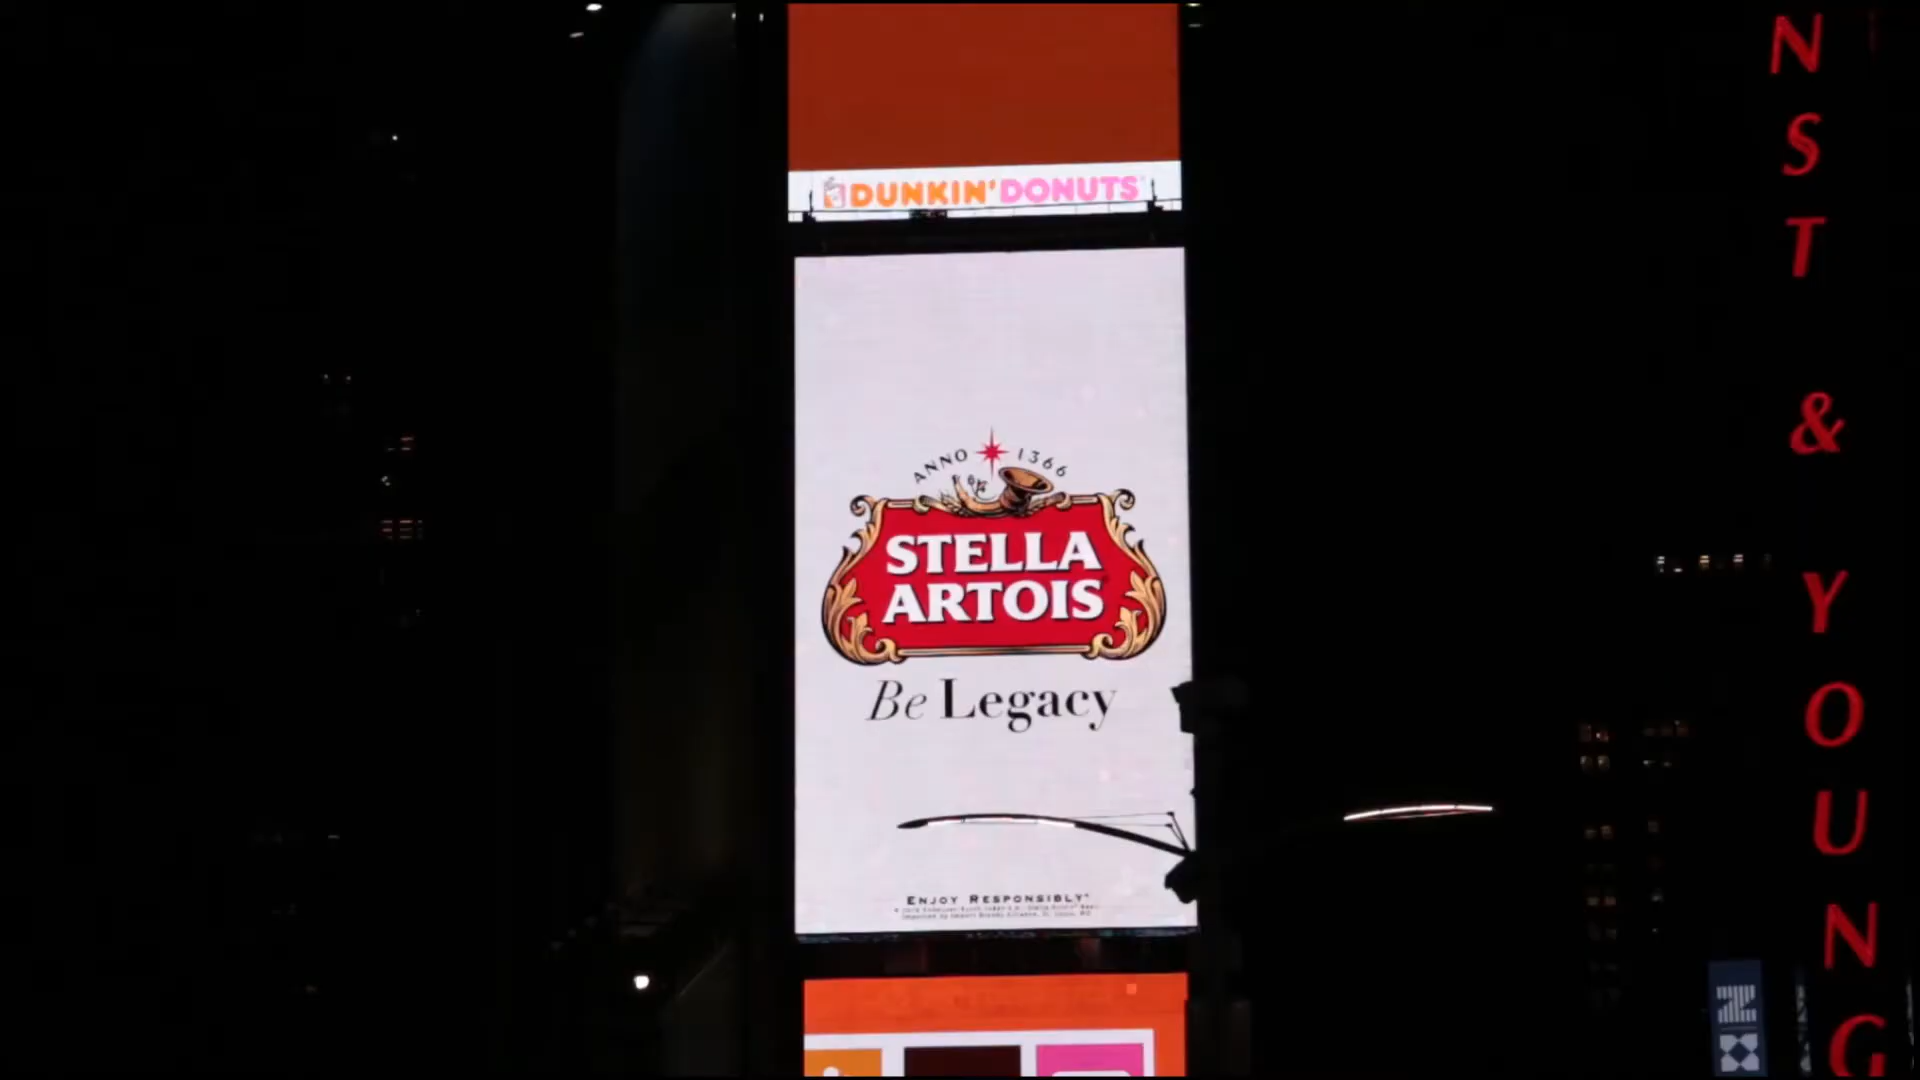 DUNKIN' DONUTS
ANNO 1366
STELLA
ARTOIS
Be Legacy
ENJOY RESPONSIBLY
NST & YOUNG